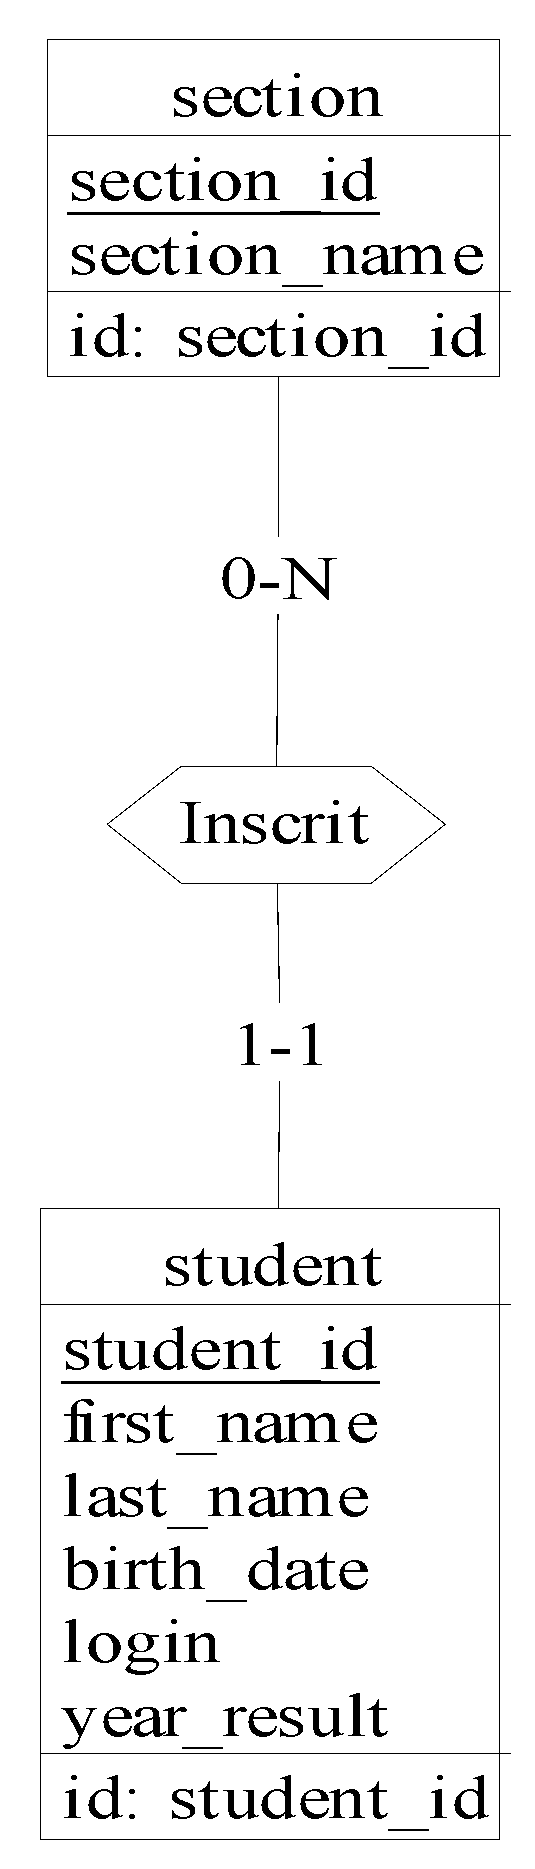 section
section_id
section_name
id: section_id
0-N
Inscrit
1-1
student
student_id
first_name
last_name
birth_date
login
year_result
id: student_id